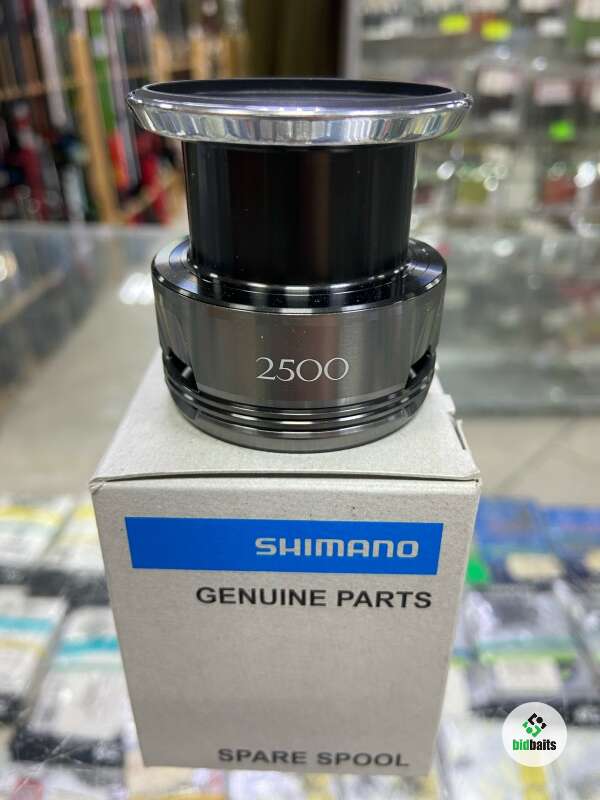 2500
SHIMANO
GENUINE PARTS
SPARE SPOOL
bidbaits